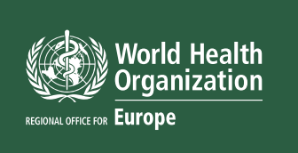 World Health
Organization
REGIONAL OFFICE FOR Europe